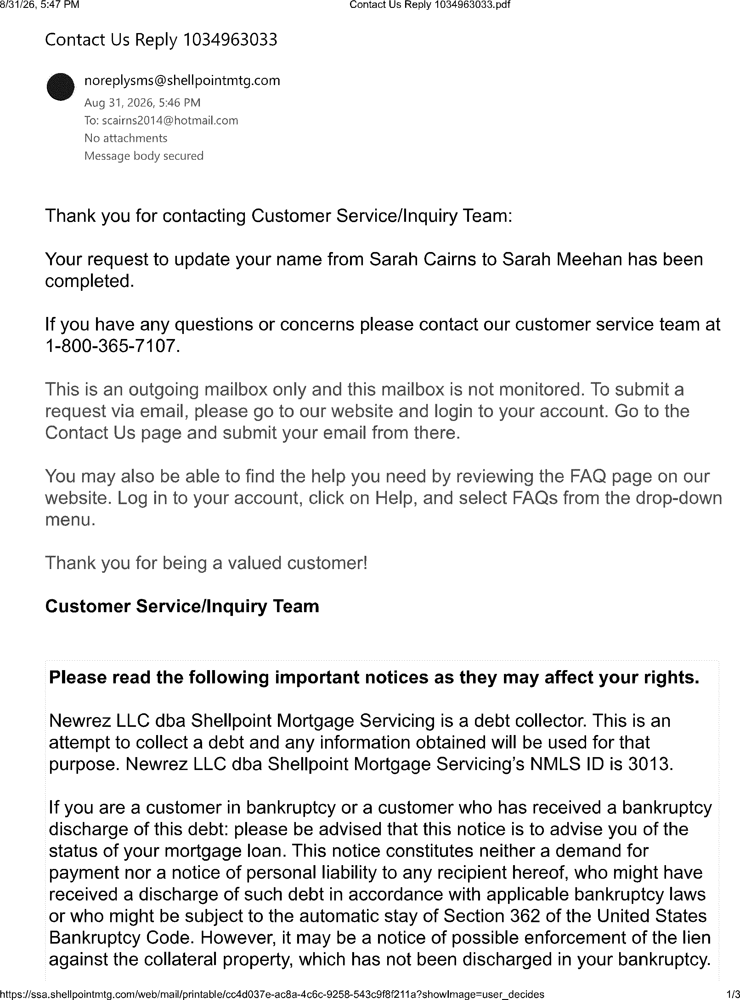 8/31/26, 5:47 PM
Contact Us Reply 1034963033.pdf
Contact Us Reply 1034963033
noreplysms@shellpointmtg.com
Aug 31, 2026, 5:46 PM
To: scairns2014@hotmail.com
No attachments
Message body secured
Thank you for contacting Customer Service/Inquiry Team:
Your request to update your name from Sarah Cairns to Sarah Meehan has been
completed.
If you have any questions or concerns please contact our customer service team at
1-800-365-7107.
This is an outgoing mailbox only and this mailbox is not monitored. To submit a
request via email, please go to our website and login to your account. Go to the
Contact Us page and submit your email from there.
You may also be able to find the help you need by reviewing the FAQ page on our
website. Log in to your account, click on Help, and select FAQs from the drop-down
menu.
Thank you for being a valued customer!
Customer Service/Inquiry Team
Please read the following important notices as they may affect your rights.
Newrez LLC dba Shellpoint Mortgage Servicing is a debt collector. This is an
attempt to collect a debt and any information obtained will be used for that
purpose. Newrez LLC dba Shellpoint Mortgage Servicing’s NMLS ID is 3013.
If you are a customer in bankruptcy or a customer who has received a bankruptcy
discharge of this debt: please be advised that this notice is to advise you of the
status of your mortgage loan. This notice constitutes neither a demand for
payment nor a notice of personal liability to any recipient hereof, who might have
received a discharge of such debt in accordance with applicable bankruptcy laws
or who might be subject to the automatic stay of Section 362 of the United States
Bankruptcy Code. However, it may be a notice of possible enforcement of the lien
against the collateral property, which has not been discharged in your bankruptcy.
https://ssa.shellpointmtg.com/web/mail/printable/cc4d037e-ac8a-4c6c-9258-543c9f8f211a?showImage=user_decides
1/3